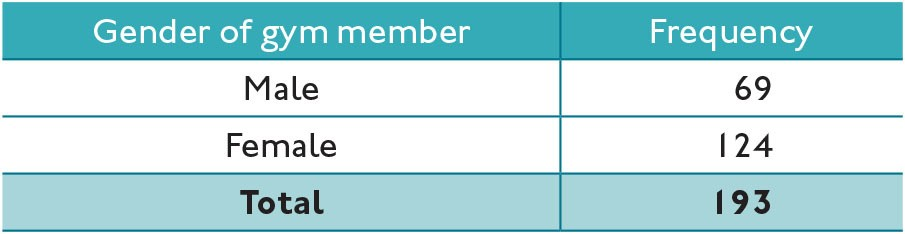 Gender of gym member Frequency
Male 69
Female 124
Total 193